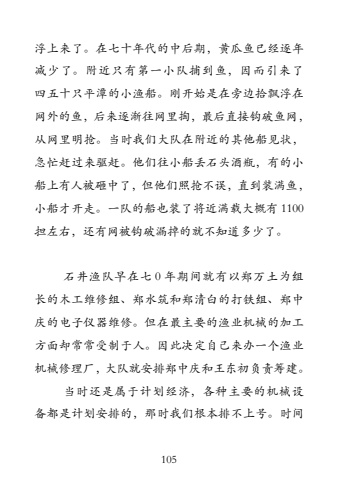 浮上来了。在七十年代的中后期，黄瓜鱼已经逐年
减少了。附近只有第一小队捕到鱼，因而引来了
四五十只平潭的小渔船。刚开始是在旁边拾飘浮在
网外的鱼，后来逐渐往网里掏，最后直接钩破鱼网，
从网里明抢。当时我们大队在附近的其他船见状，
急忙赶过来驱赶。他们往小船丢石头酒瓶，有的小
船上有人被砸中了，但他们照抢不误，直到装满鱼，
小船才开走。一队的船也装了将近满载大概有 1100
担左右，还有网被钩破漏掉的就不知道多少了。
石井渔队早在七 0 年期间就有以郑万土为组
长的木工维修组、郑水筑和郑清白的打铁组、郑中
庆的电子仪器维修。但在最主要的渔业机械的加工
方面却常常受制于人。因此决定自己来办一个渔业
机械修理厂，大队就安排郑中庆和王东初负责筹建。
当时还是属于计划经济，各种主要的机械设
备都是计划安排的，那时我们根本排不上号。时间
105